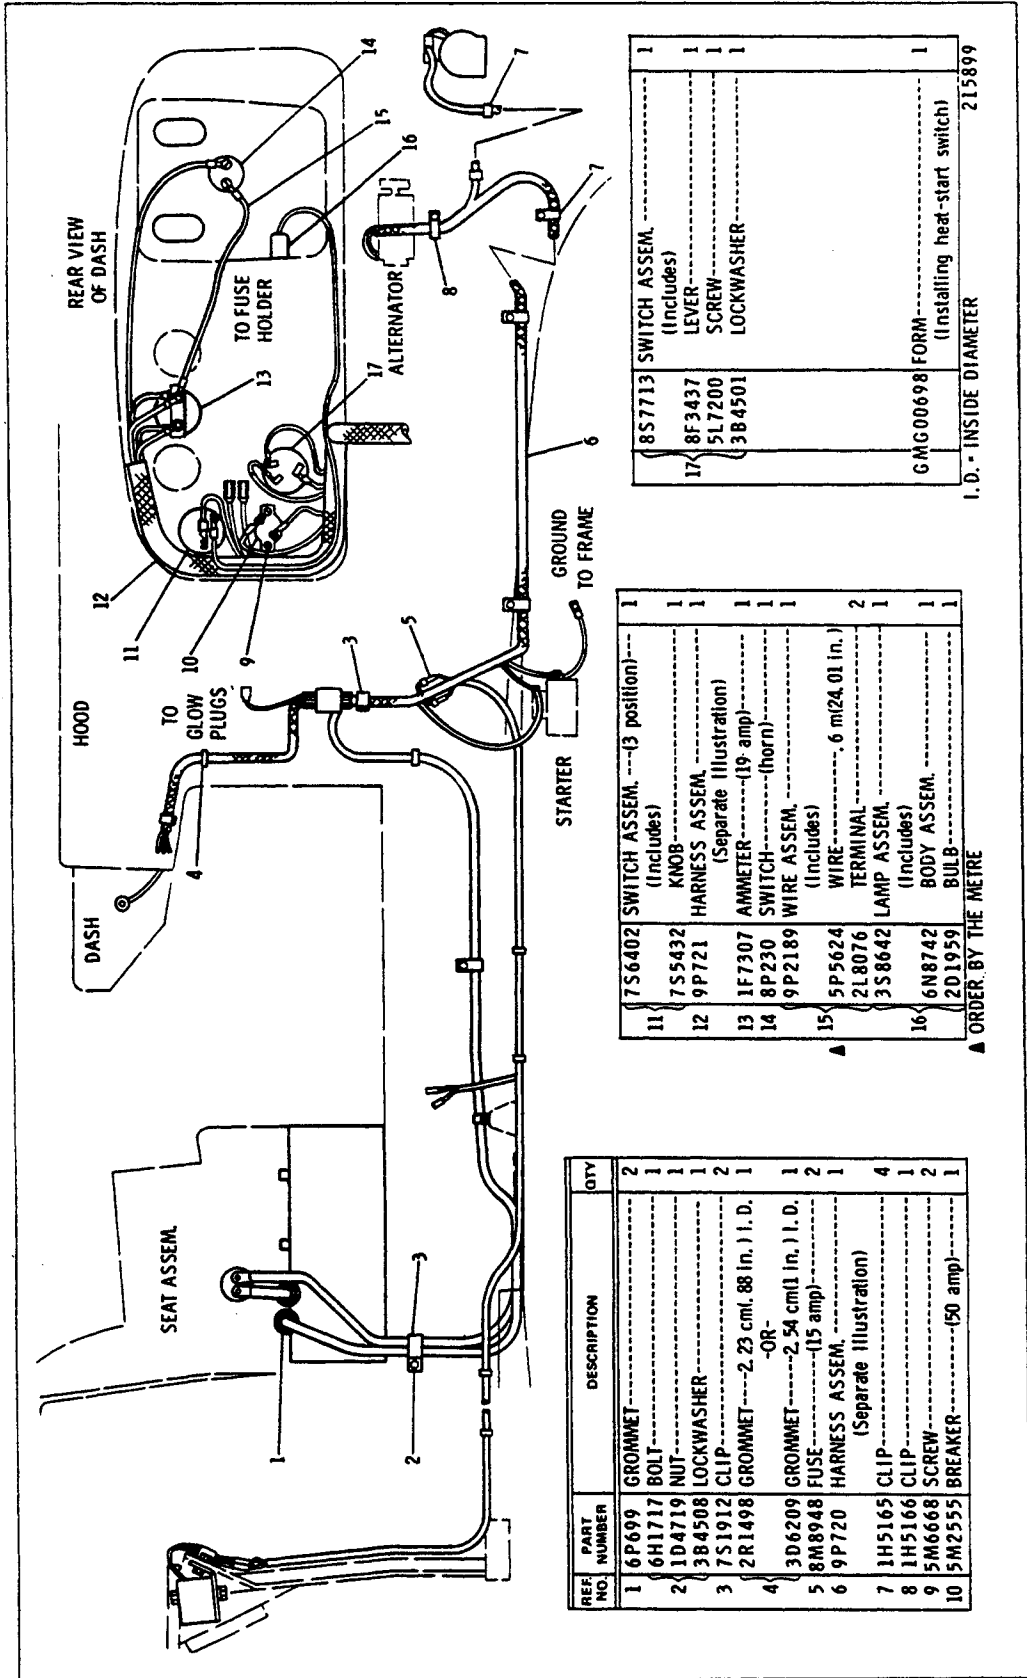 REAR VIEW
OF DASH
14
15
16
TO FUSE
HOLDER
13
17
12
11
10
9
HOOD
TO
GLOW
PLUGS
DASH
4
3
5
ALTERNATOR
8
7
7
6
GROUND
TO FRAME
STARTER
SEAT ASSEM.
1
2
3
REF. NO. PART NUMBER DESCRIPTION QTY
1 6P699 GROMMET 2
6H1717 BOLT 1
2 1D4719 NUT 1
3B4508 LOCKWASHER 1
3 7S1912 CLIP 2
2R1498 GROMMET----2.23 cm(.88 in.) I.D. 1
4 -OR-
3D6209 GROMMET-----2.54 cm(1 in.) I.D. 1
5 8M8948 FUSE------(15 amp) 2
6 9P720 HARNESS ASSEM. 1
(Separate Illustration)
7 1H5165 CLIP 4
8 1H5166 CLIP 1
9 5M6668 SCREW 2
10 5M2555 BREAKER---------(50 amp) 1
7S6402 SWITCH ASSEM. ---(3 position) 1
11 (Includes)
7S5432 KNOB 1
12 9P721 HARNESS ASSEM. 1
(Separate Illustration)
13 1F7307 AMMETER------(19 amp) 1
14 8P230 SWITCH------(horn) 1
9P2189 WIRE ASSEM. 1
(Includes)
▲ 15 5P5624 WIRE--------.6 m(24.01 in.)
2L8076 TERMINAL 2
3S8642 LAMP ASSEM. 1
16 (Includes)
6N8742 BODY ASSEM. 1
2D1959 BULB 1
▲ ORDER BY THE METRE
8S7713 SWITCH ASSEM. 1
(Includes)
17 8F3437 LEVER 1
5L7200 SCREW 1
3B4501 LOCKWASHER 1
GMG00698 FORM 1
(Installing heat-start switch)
I.D. - INSIDE DIAMETER 215899